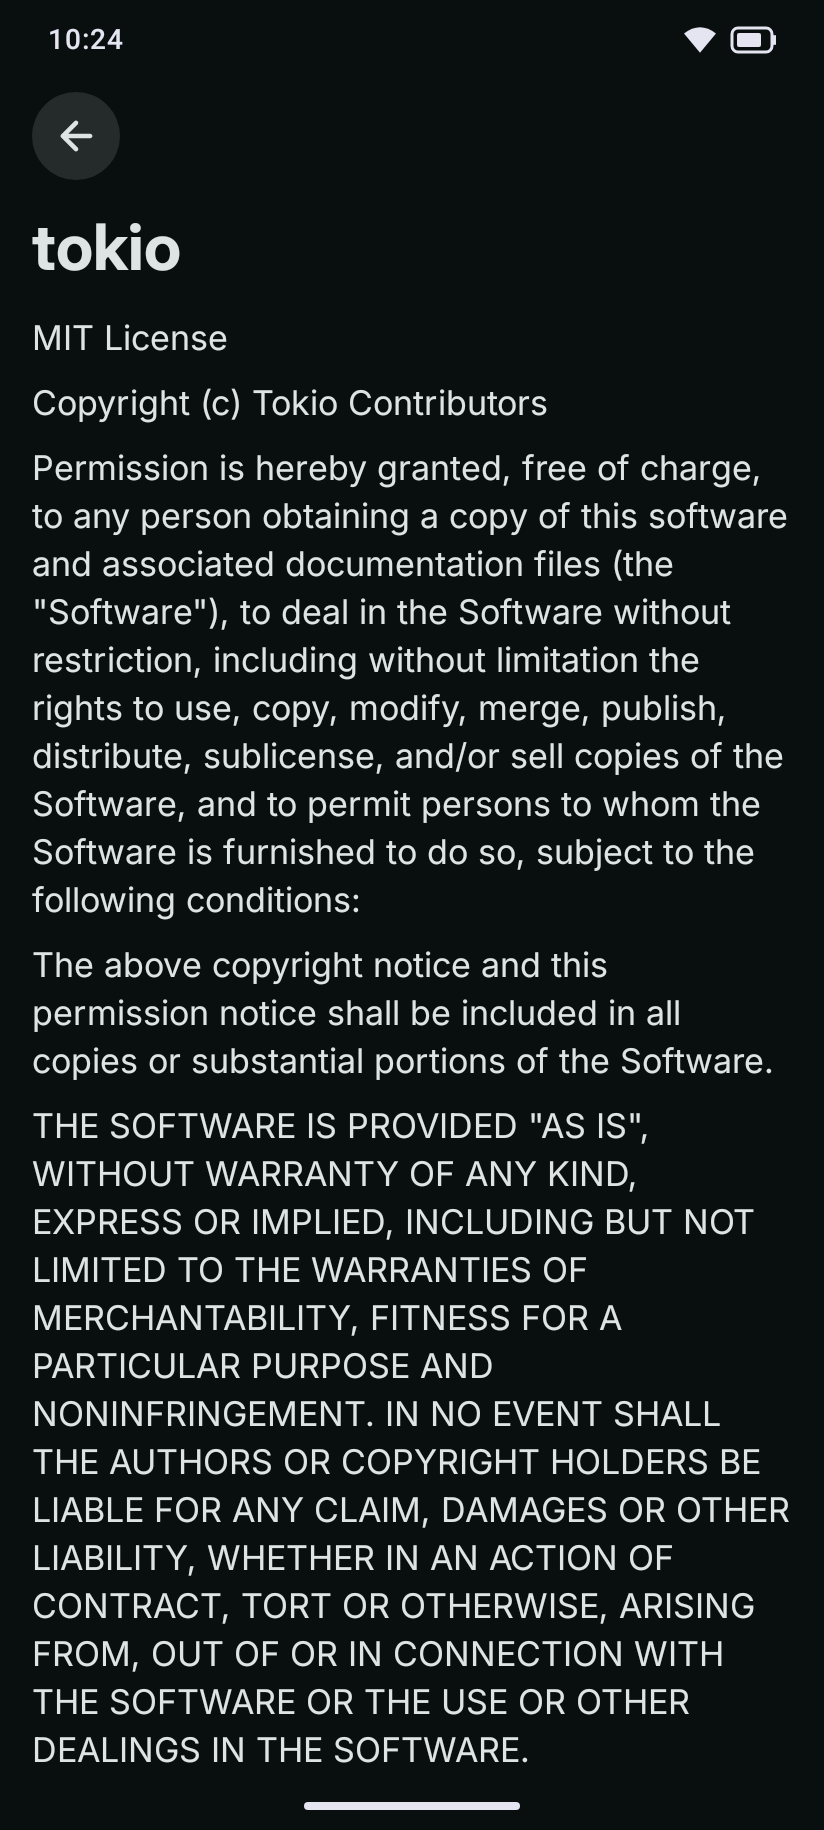 10:24
tokio
MIT License
Copyright (c) Tokio Contributors
Permission is hereby granted, free of charge,
to any person obtaining a copy of this software
and associated documentation files (the
"Software"), to deal in the Software without
restriction, including without limitation the
rights to use, copy, modify, merge, publish,
distribute, sublicense, and/or sell copies of the
Software, and to permit persons to whom the
Software is furnished to do so, subject to the
following conditions:
The above copyright notice and this
permission notice shall be included in all
copies or substantial portions of the Software.
THE SOFTWARE IS PROVIDED "AS IS",
WITHOUT WARRANTY OF ANY KIND,
EXPRESS OR IMPLIED, INCLUDING BUT NOT
LIMITED TO THE WARRANTIES OF
MERCHANTABILITY, FITNESS FOR A
PARTICULAR PURPOSE AND
NONINFRINGEMENT. IN NO EVENT SHALL
THE AUTHORS OR COPYRIGHT HOLDERS BE
LIABLE FOR ANY CLAIM, DAMAGES OR OTHER
LIABILITY, WHETHER IN AN ACTION OF
CONTRACT, TORT OR OTHERWISE, ARISING
FROM, OUT OF OR IN CONNECTION WITH
THE SOFTWARE OR THE USE OR OTHER
DEALINGS IN THE SOFTWARE.